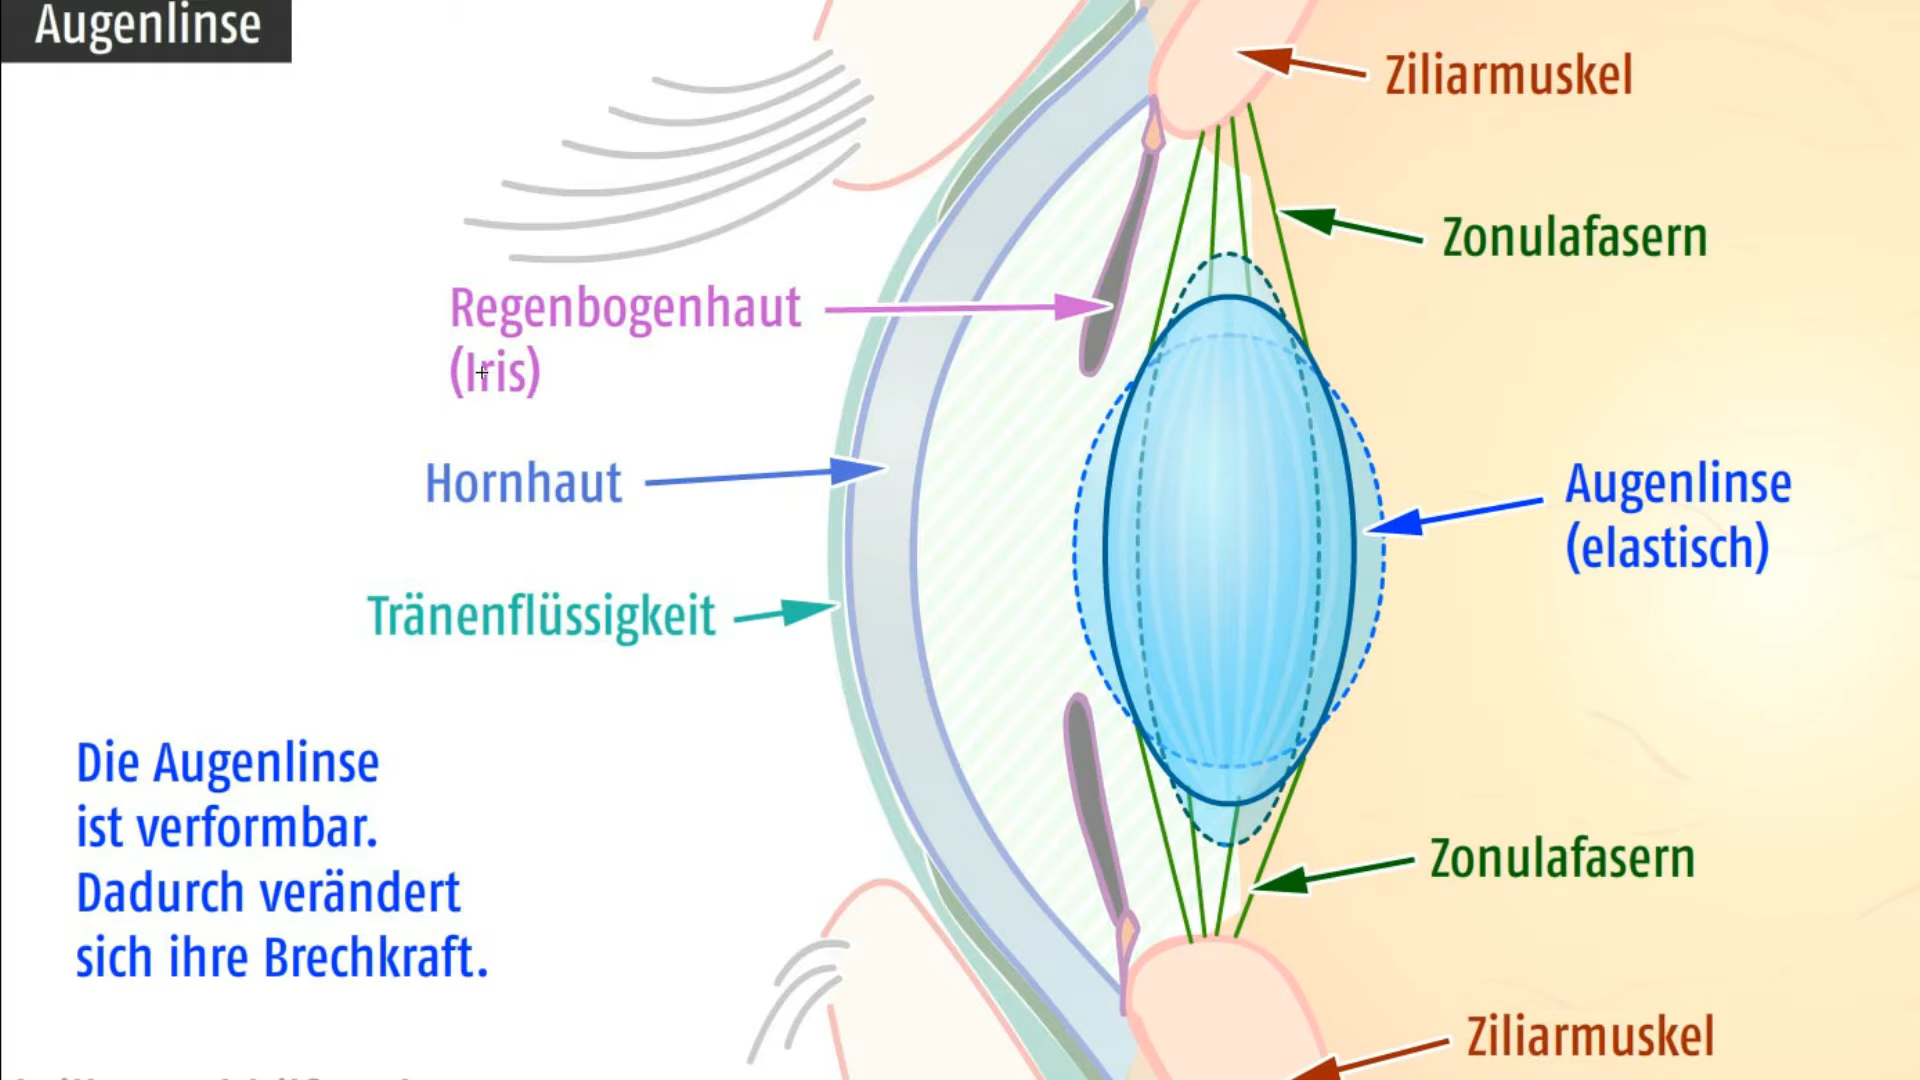 Augenlinse
Ziliarmuskel
Zonulafasern
Regenbogenhaut
(Iris)
Hornhaut
Augenlinse
(elastisch)
Tränenflüssigkeit
Die Augenlinse
ist verformbar.
Dadurch verändert
sich ihre Brechkraft.
Zonulafasern
Ziliarmuskel